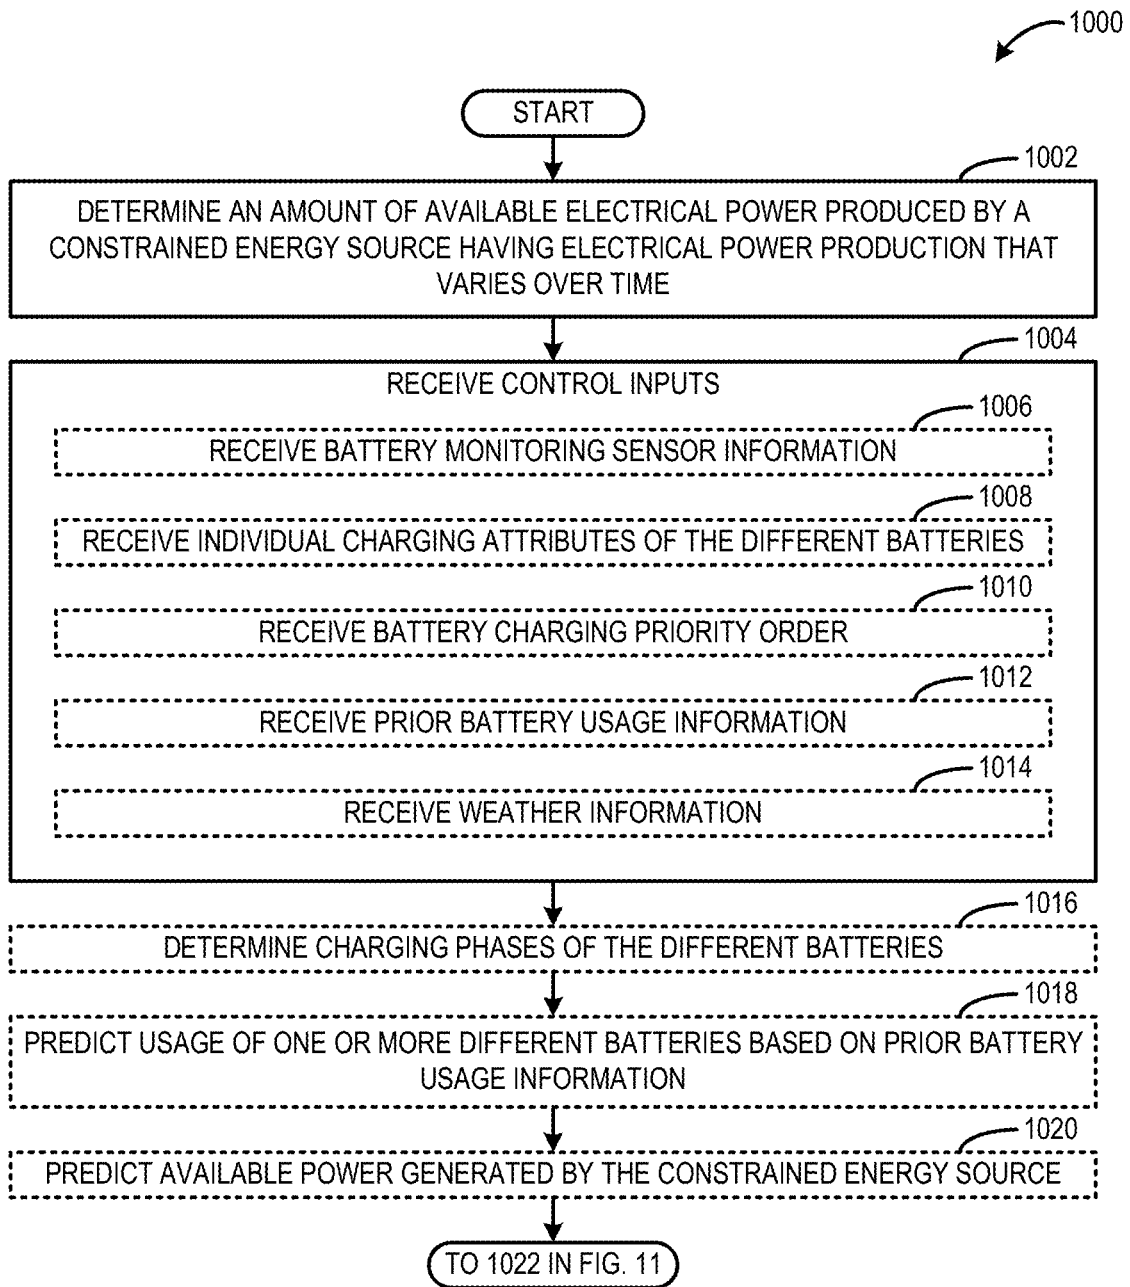 1000
START
1002
DETERMINE AN AMOUNT OF AVAILABLE ELECTRICAL POWER PRODUCED BY A
CONSTRAINED ENERGY SOURCE HAVING ELECTRICAL POWER PRODUCTION THAT
VARIES OVER TIME
1004
RECEIVE CONTROL INPUTS
1006
RECEIVE BATTERY MONITORING SENSOR INFORMATION
1008
RECEIVE INDIVIDUAL CHARGING ATTRIBUTES OF THE DIFFERENT BATTERIES
1010
RECEIVE BATTERY CHARGING PRIORITY ORDER
1012
RECEIVE PRIOR BATTERY USAGE INFORMATION
1014
RECEIVE WEATHER INFORMATION
1016
DETERMINE CHARGING PHASES OF THE DIFFERENT BATTERIES
1018
PREDICT USAGE OF ONE OR MORE DIFFERENT BATTERIES BASED ON PRIOR BATTERY
USAGE INFORMATION
1020
PREDICT AVAILABLE POWER GENERATED BY THE CONSTRAINED ENERGY SOURCE
TO 1022 IN FIG. 11